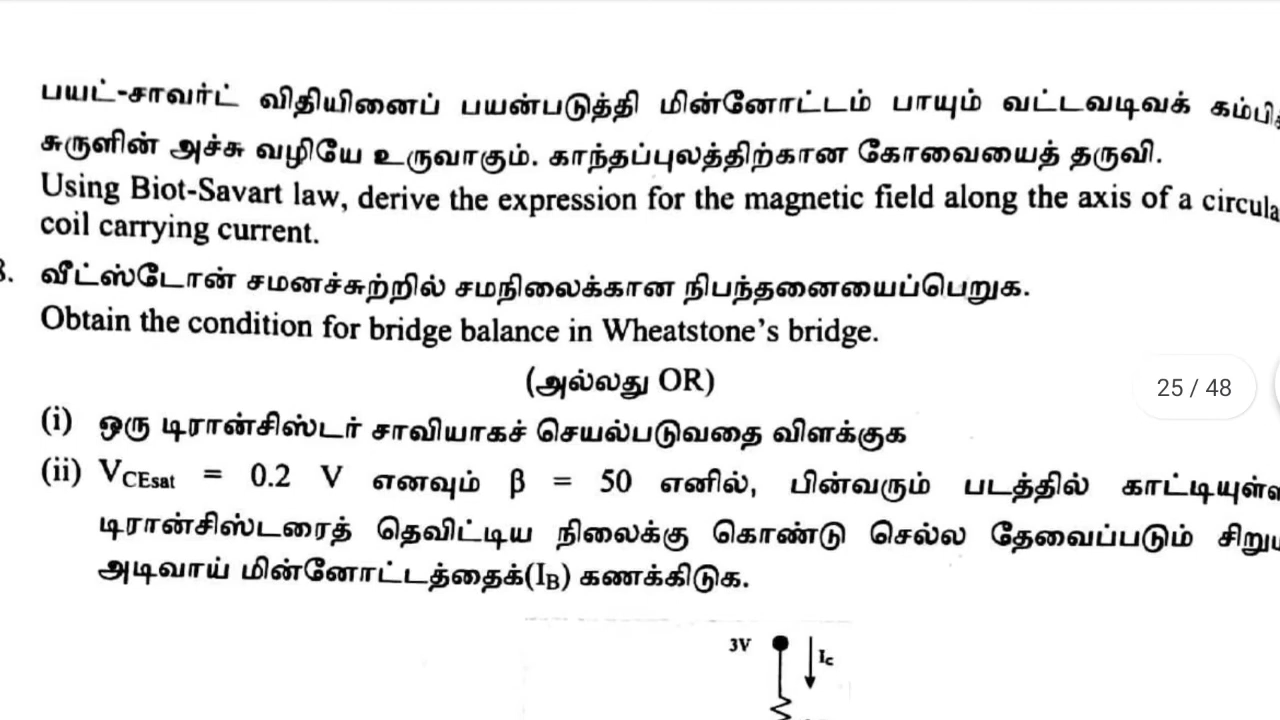 பயட்-சாவர்ட் விதியினைப் பயன்படுத்தி மின்னோட்டம் பாயும் வட்டவடிவக்
சுருளின் அச்சு வழியே உருவாகும். காந்தப்புலத்திற்கான கோவையைத் தருவி.
Using Biot-Savart law, derive the expression for the magnetic field along the axis of a
coil carrying current.
வீட்ஸ்டோன் சமனச்சுற்றில் சமநிலைக்கான நிபந்தனையைப்பெறுக.
Obtain the condition for bridge balance in Wheatstone's bridge.
(அல்லது OR)
25 / 48
(i) ஒரு டிரான்சிஸ்டர் சாவியாகச் செயல்படுவதை விளக்குக
(ii) VCEsat = 0.2 V எனவும் β = 50 எனில், பின்வரும் படத்தில்
டிரான்சிஸ்டரைத் தெவிட்டிய நிலைக்கு கொண்டு செல்ல தேவைப்படும்
அடிவாய் மின்னோட்டத்தைக்(IB) கணக்கிடுக.
3V Ic